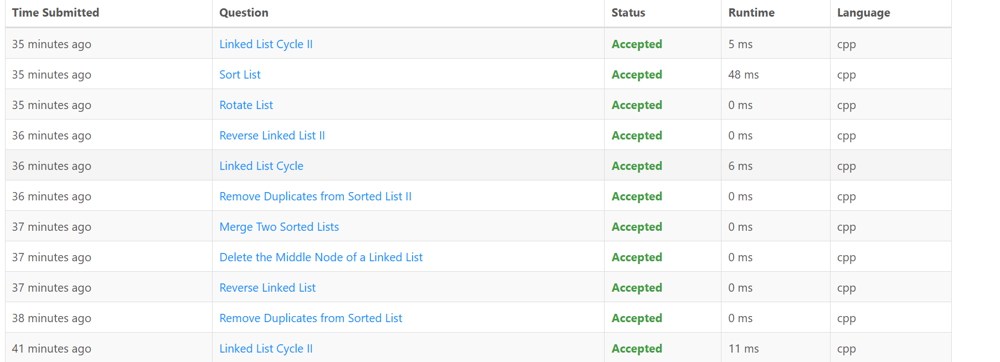 Time Submitted Question Status Runtime Language
35 minutes ago Linked List Cycle II Accepted 5 ms cpp
35 minutes ago Sort List Accepted 48 ms cpp
35 minutes ago Rotate List Accepted 0 ms cpp
36 minutes ago Reverse Linked List II Accepted 0 ms cpp
36 minutes ago Linked List Cycle Accepted 6 ms cpp
36 minutes ago Remove Duplicates from Sorted List II Accepted 0 ms cpp
37 minutes ago Merge Two Sorted Lists Accepted 0 ms cpp
37 minutes ago Delete the Middle Node of a Linked List Accepted 0 ms cpp
37 minutes ago Reverse Linked List Accepted 0 ms cpp
38 minutes ago Remove Duplicates from Sorted List Accepted 0 ms cpp
41 minutes ago Linked List Cycle II Accepted 11 ms cpp